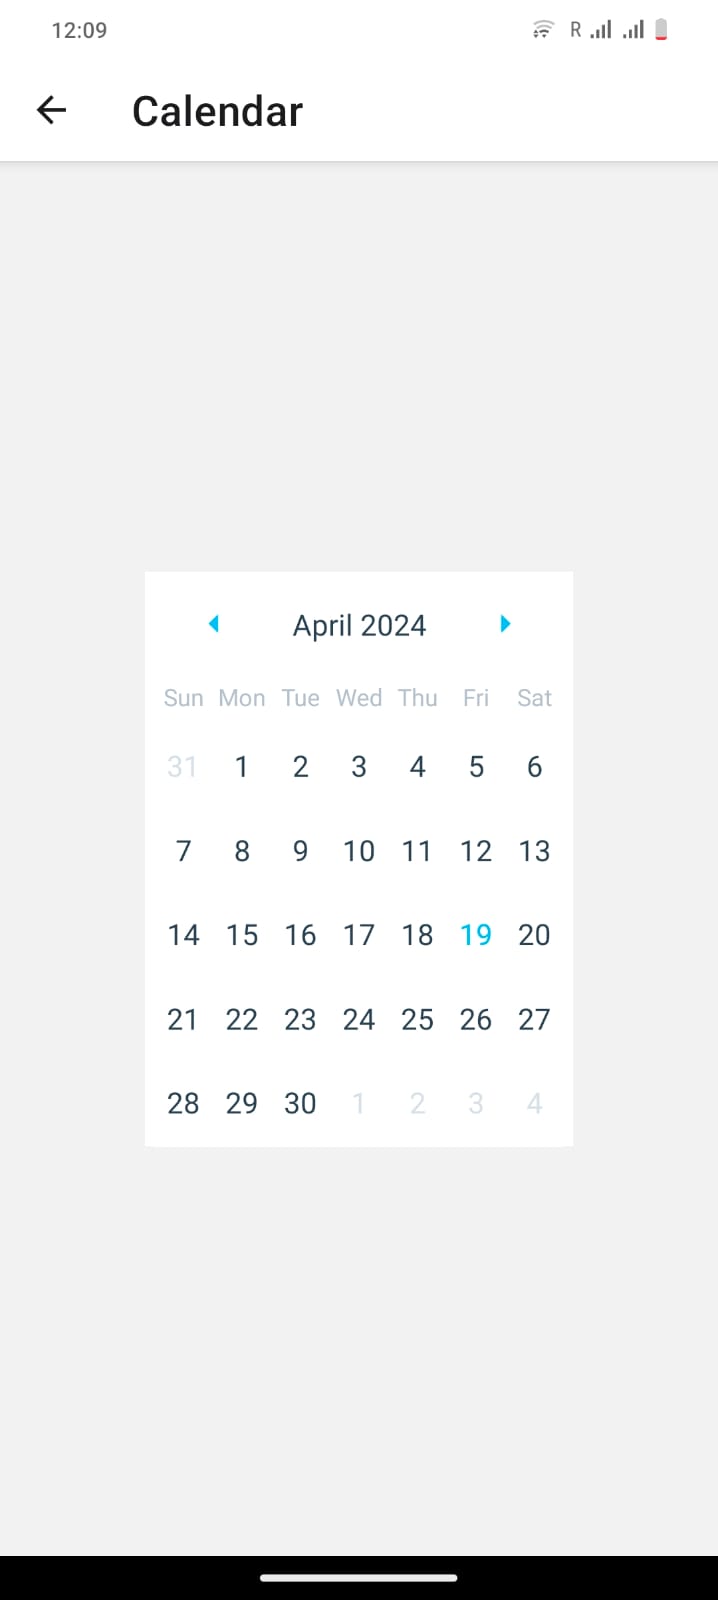 12:09 R
Calendar
April 2024
Sun Mon Tue Wed Thu Fri Sat
31 1 2 3 4 5 6
7 8 9 10 11 12 13
14 15 16 17 18 19 20
21 22 23 24 25 26 27
28 29 30 1 2 3 4